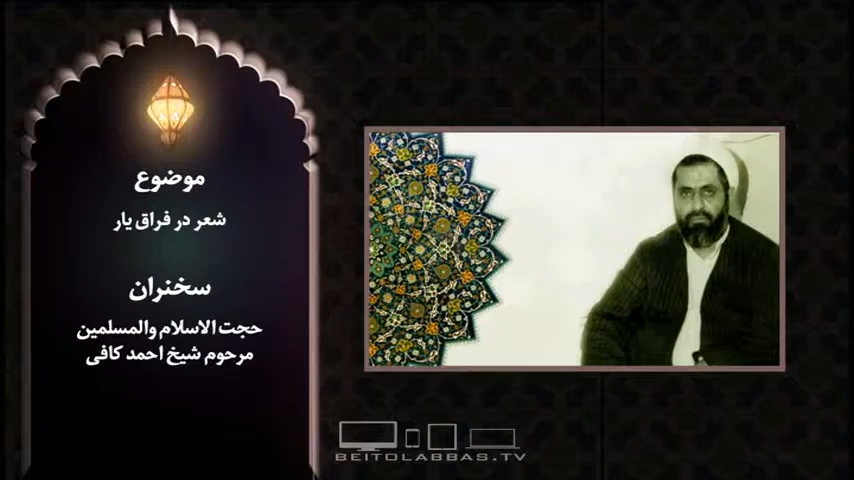 موضوع
شعر در فراق یار
سخنران
حجت الاسلام والمسلمین
مرحوم شیخ احمد کافی
BEITOLABBAS.TV